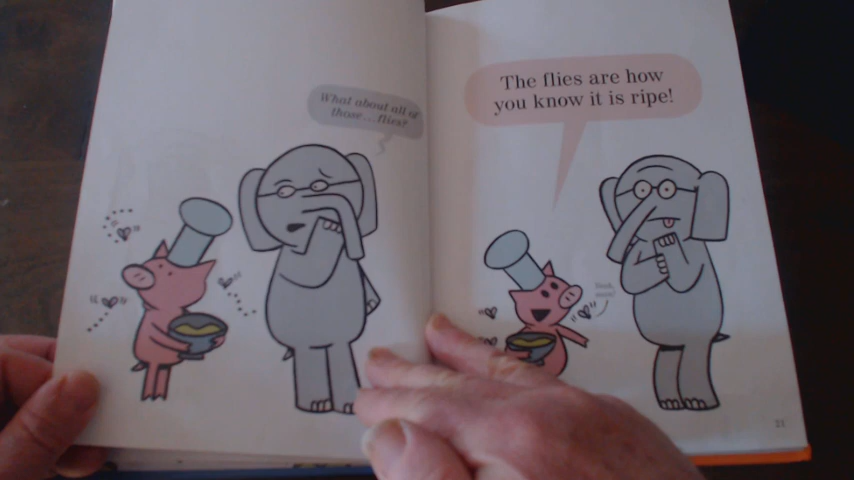 What about all of
those...flies?
The flies are how
you know it is ripe!
21